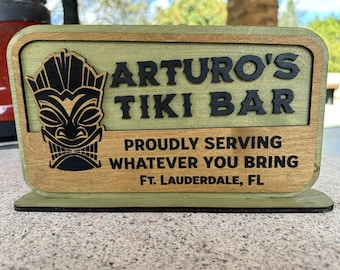 ARTURO'S
TIKI BAR
PROUDLY SERVING
WHATEVER YOU BRING
FT. LAUDERDALE, FL